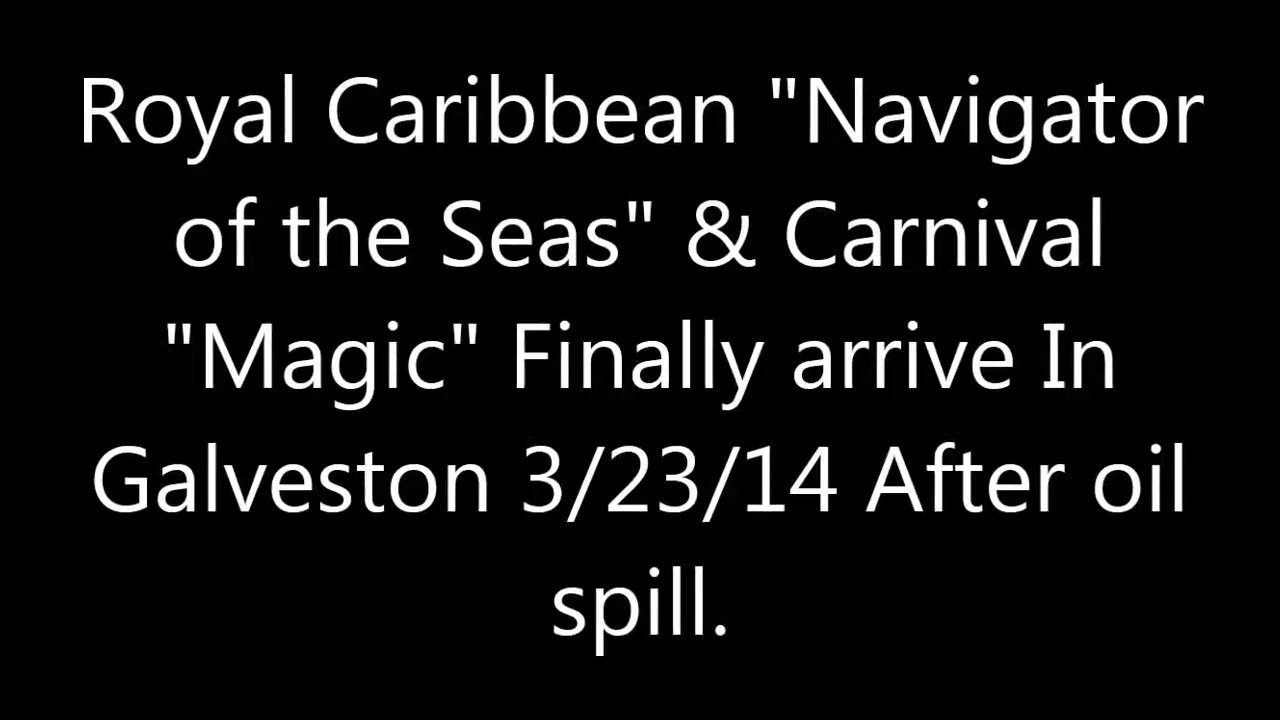 Royal Caribbean "Navigator
of the Seas" & Carnival
"Magic" Finally arrive In
Galveston 3/23/14 After oil
spill.